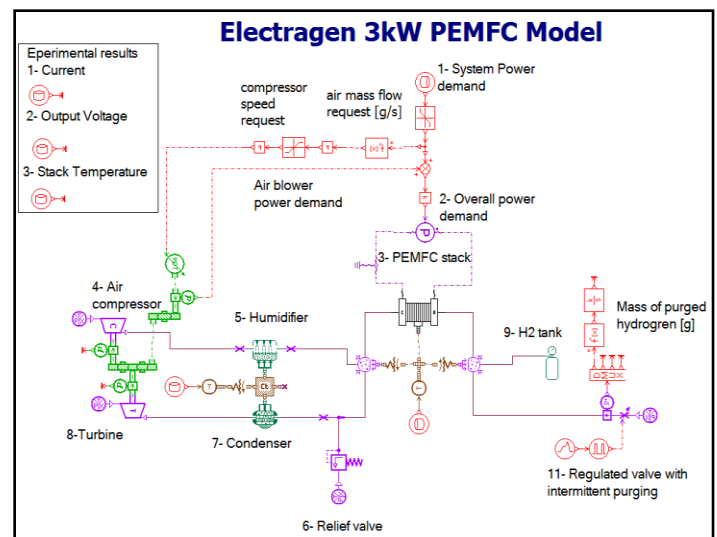 Electragen 3kW PEMFC Model
Eperimental results
1- Current
2- Output Voltage
3- Stack Temperature
compressor
speed
request
air mass flow
request [g/s]
1- System Power
demand
Air blower
power demand
2- Overall power
demand
3- PEMFC stack
4- Air
compressor
5- Humidifier
9- H2 tank
Mass of purged
hydrogren [g]
8-Turbine
7- Condenser
6- Relief valve
11- Regulated valve with
intermittent purging